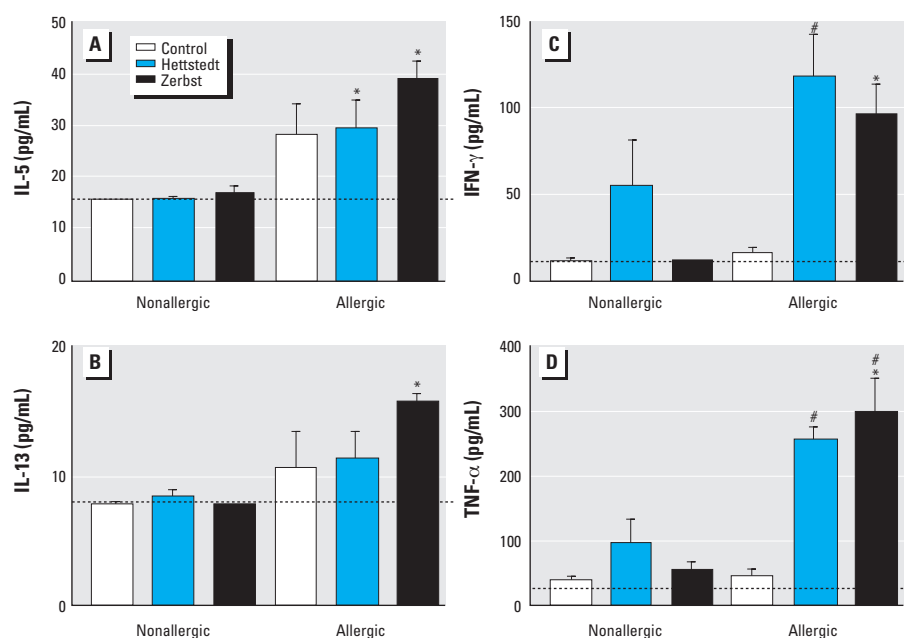 A
Control
Hettstedt
Zerbst
IL-5 (pg/mL)
50
40
30
20
10
0
*
*
Nonallergic
Allergic
C
IFN-γ (pg/mL)
150
100
50
0
#
*
Nonallergic
Allergic
B
IL-13 (pg/mL)
20
10
0
*
Nonallergic
Allergic
D
TNF-α (pg/mL)
400
300
200
100
0
#
#
*
Nonallergic
Allergic